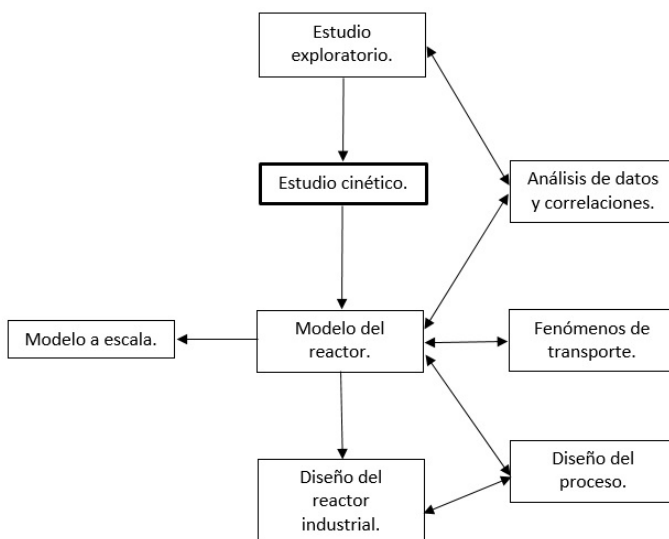 Estudio
exploratorio.
Estudio cinético.
Análisis de datos
y correlaciones.
Modelo a escala.
Modelo del
reactor.
Fenómenos de
transporte.
Diseño del
reactor
industrial.
Diseño del
proceso.